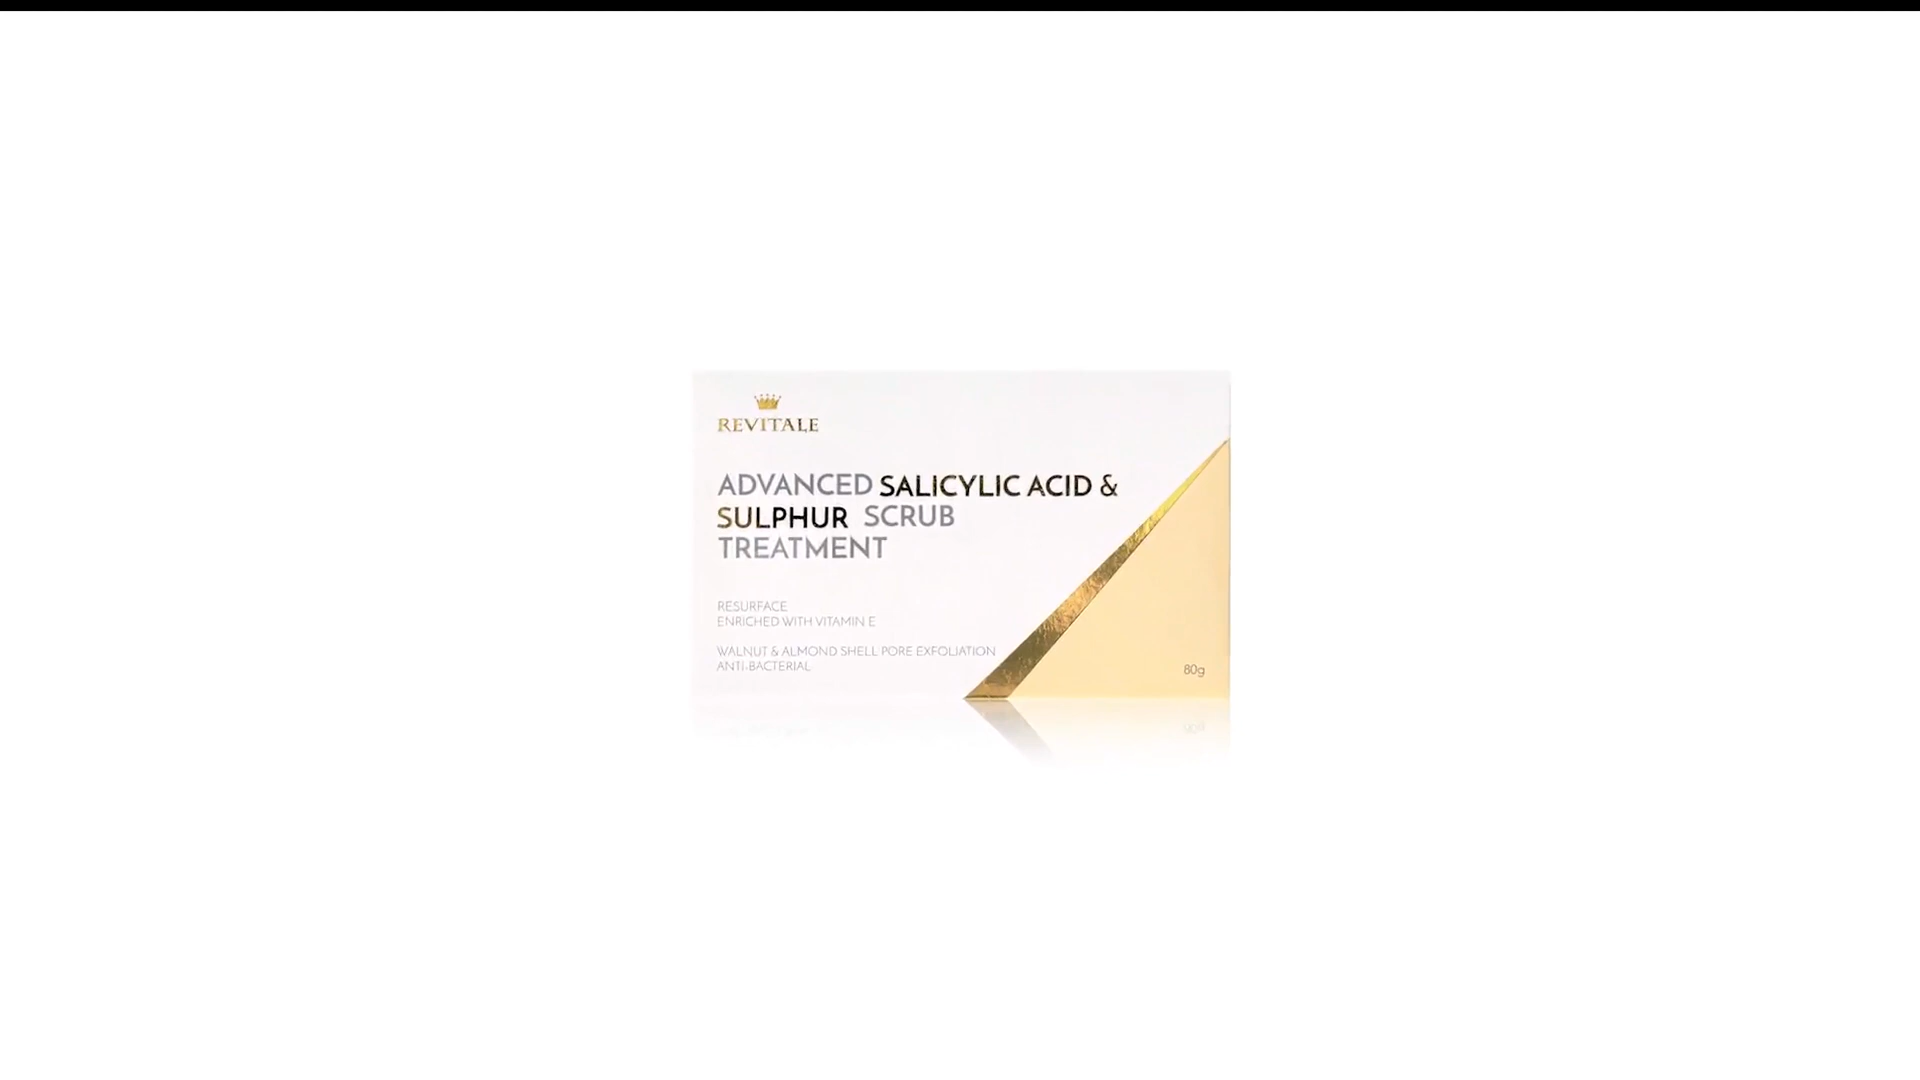 REVITALE
ADVANCED SALICYLIC ACID &
SULPHUR SCRUB
TREATMENT
RESURFACE
ENRICHED WITH VITAMIN E
WALNUT & ALMOND SHELL PORE EXFOLIATION
ANTI-BACTERIAL
80g